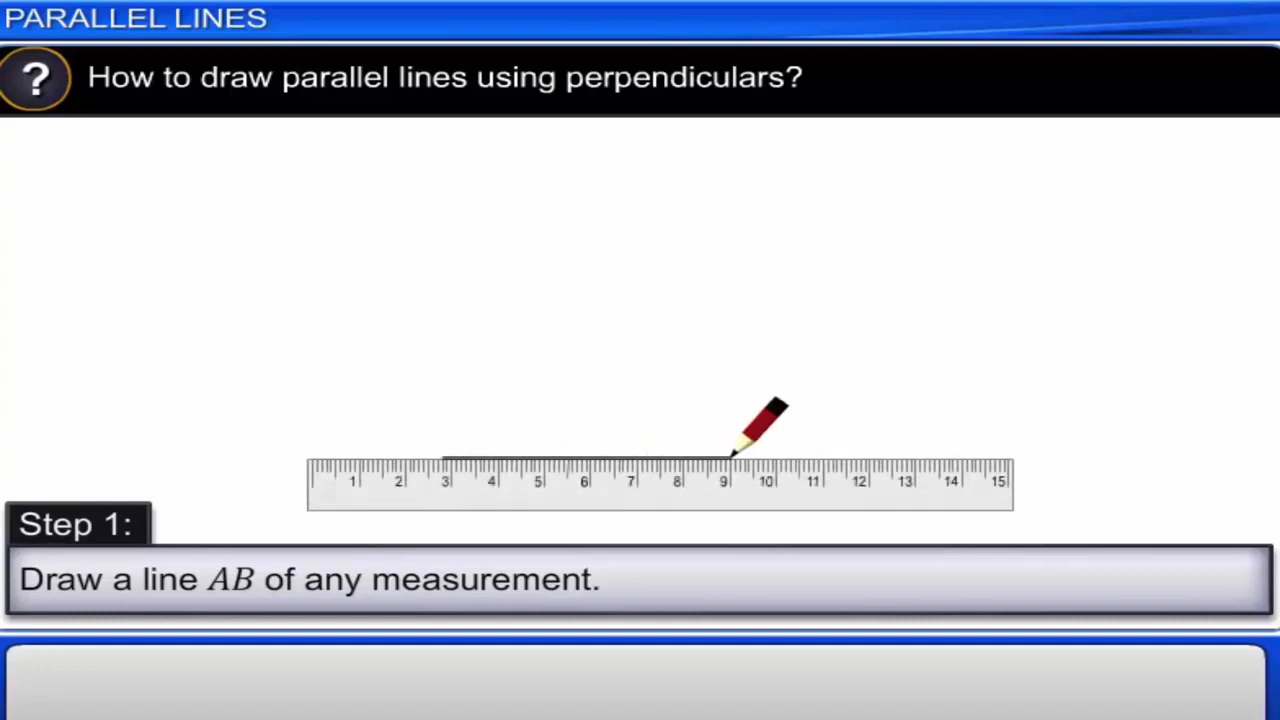 PARALLEL LINES
? How to draw parallel lines using perpendiculars?
1 2 3 4 5 6 7 8 9 10 11 12 13 14 15
Step 1:
Draw a line AB of any measurement.